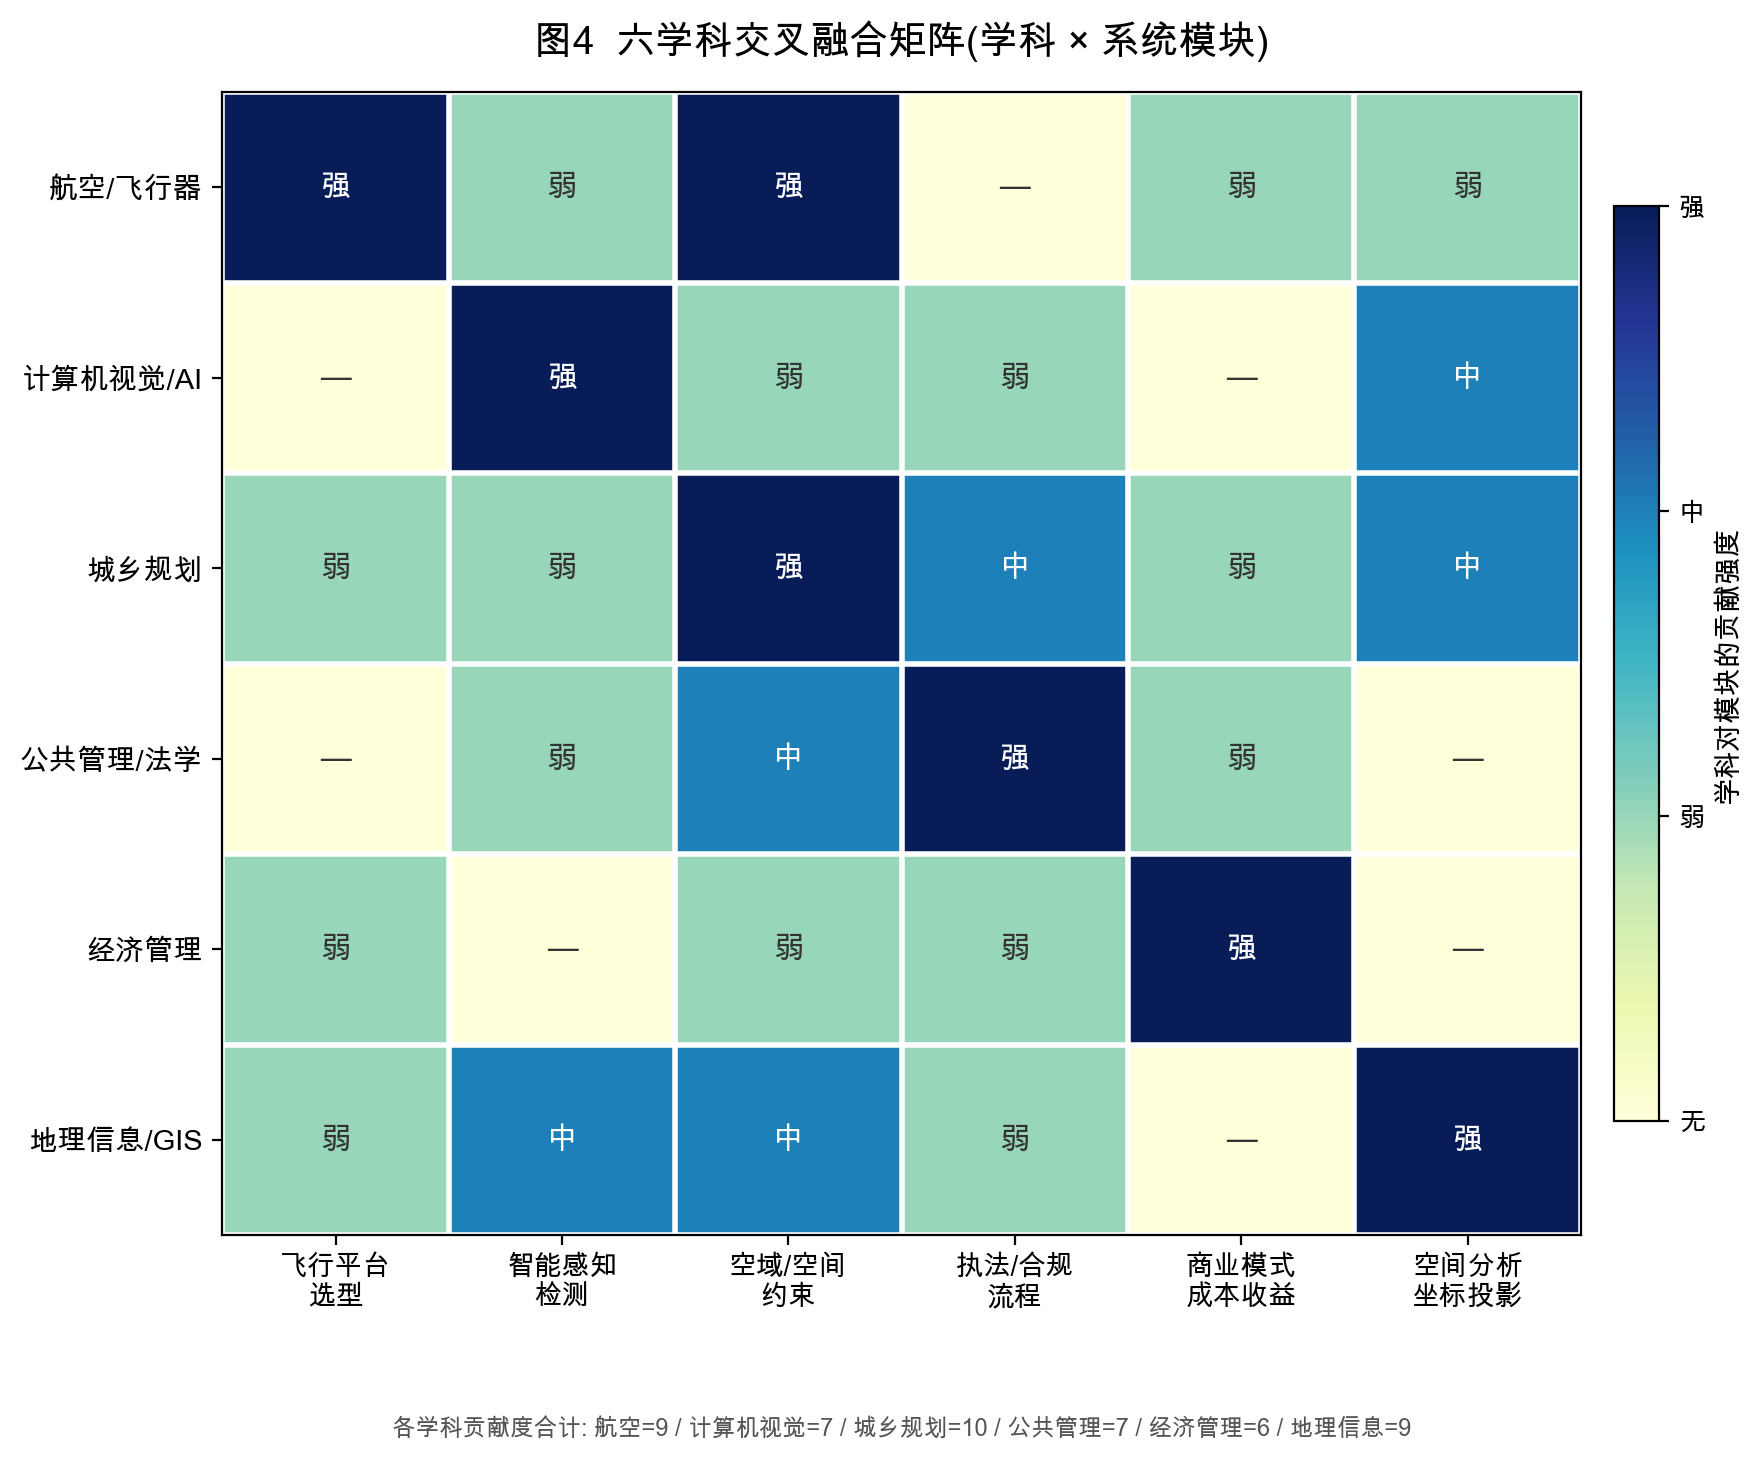 图4 六学科交叉融合矩阵(学科 × 系统模块)
航空/飞行器
强
弱
强
—
弱
弱
计算机视觉/AI
—
强
弱
弱
—
中
城乡规划
弱
弱
强
中
弱
中
公共管理/法学
—
弱
中
强
弱
—
经济管理
弱
—
弱
弱
强
—
地理信息/GIS
弱
中
中
弱
—
强
飞行平台
选型
智能感知
检测
空域/空间
约束
执法/合规
流程
商业模式
成本收益
空间分析
坐标投影
强
中
弱
无
学科对模块的贡献强度
各学科贡献度合计: 航空=9 / 计算机视觉=7 / 城乡规划=10 / 公共管理=7 / 经济管理=6 / 地理信息=9